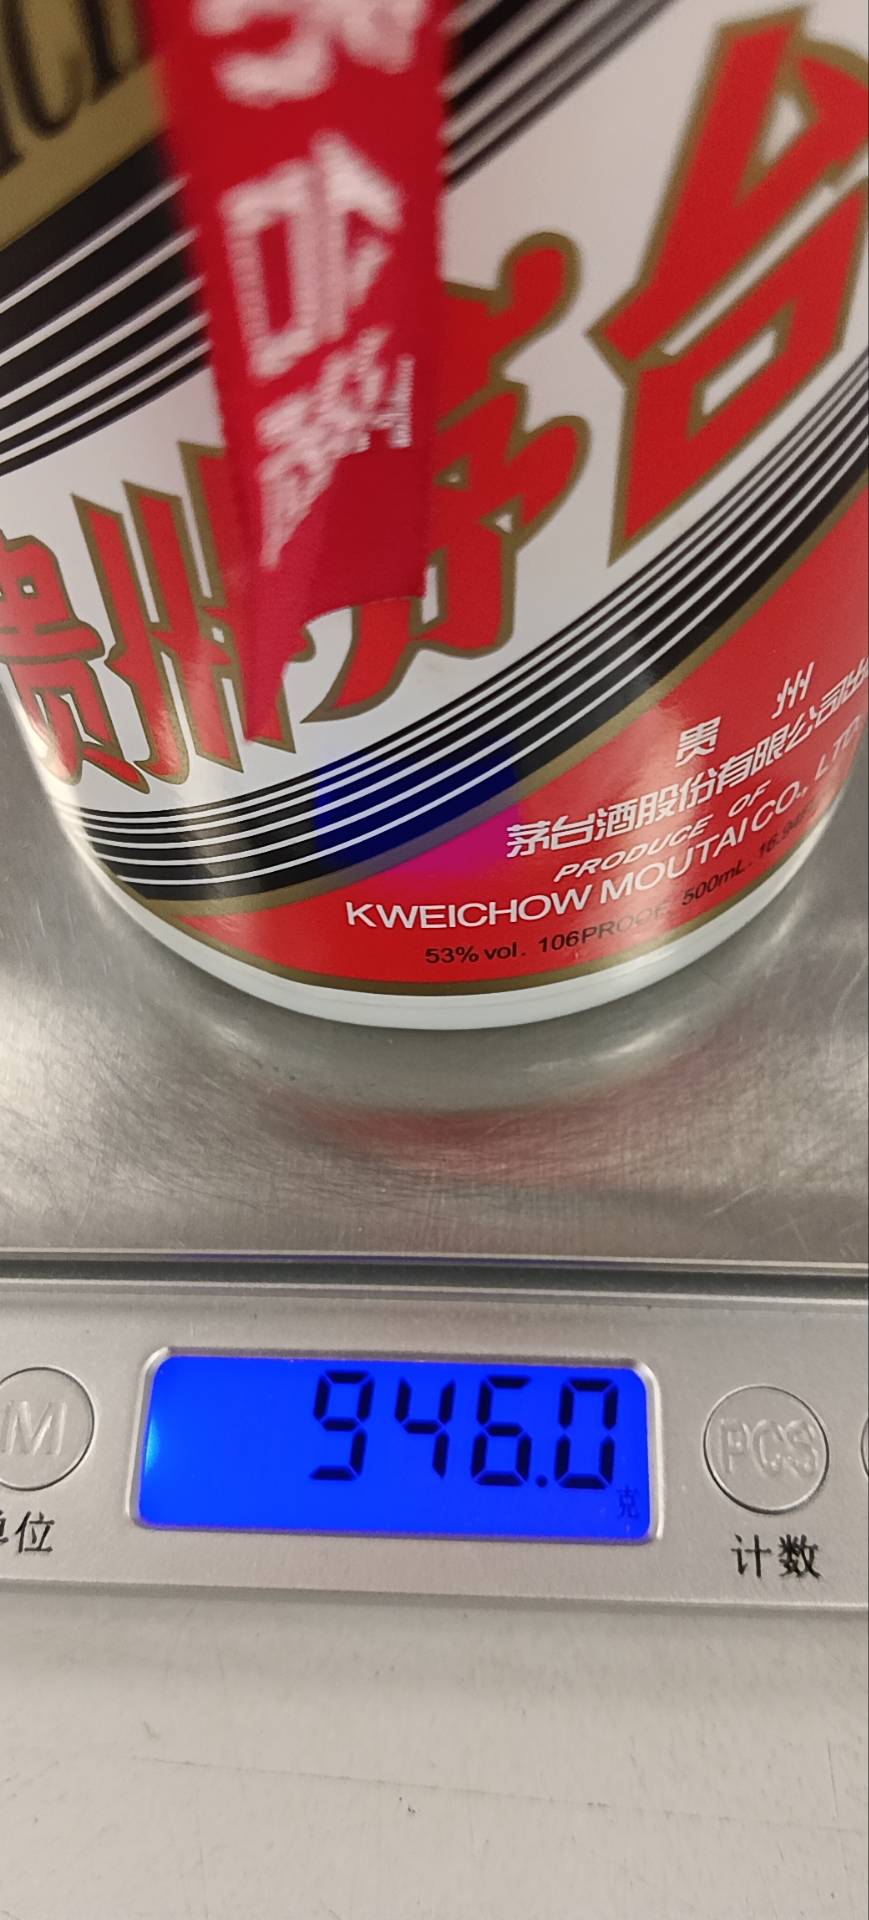 贵州茅台
贵州
茅台酒股份有限公司出
PRODUCE OF
KWEICHOW MOUTAI CO., LTD
53% vol. 106PROOF 500mL
946.0
克
M
PCS
单位
计数